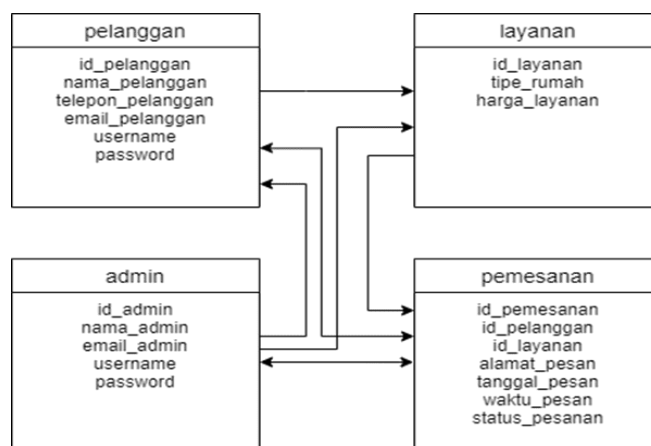 pelanggan
id_pelanggan
nama_pelanggan
telepon_pelanggan
email_pelanggan
username
password
layanan
id_layanan
tipe_rumah
harga_layanan
admin
id_admin
nama_admin
email_admin
username
password
pemesanan
id_pemesanan
id_pelanggan
id_layanan
alamat_pesan
tanggal_pesan
waktu_pesan
status_pesanan